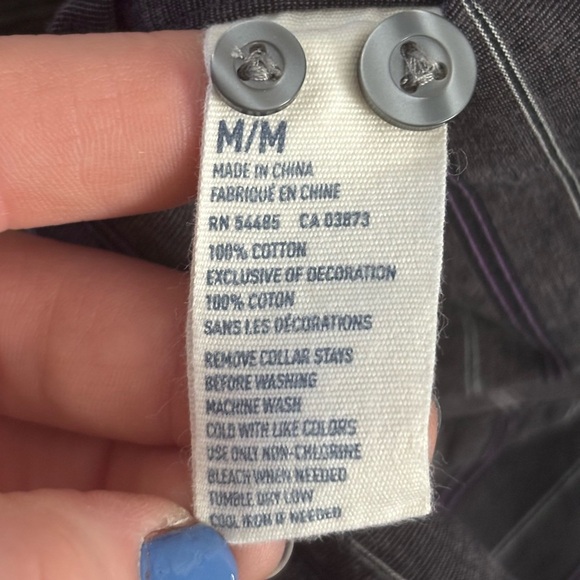 M/M
MADE IN CHINA
FABRIQUÉ EN CHINE
RN 54485 CA 03873
100% COTTON
EXCLUSIVE OF DECORATION
100% COTON
SANS LES DÉCORATIONS
REMOVE COLLAR STAYS
BEFORE WASHING
MACHINE WASH
COLD WITH LIKE COLORS
USE ONLY NON-CHLORINE
BLEACH WHEN NEEDED
TUMBLE DRY LOW
COOL IRON IF NEEDED